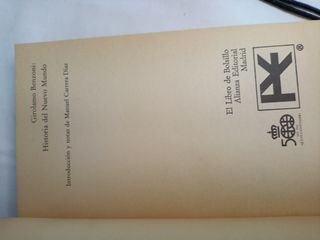 Girolamo Benzoni:
Historia del Nuevo Mundo
Introducción y notas de Manuel Carrera Díaz
El Libro de Bolsillo
Alianza Editorial
Madrid
®